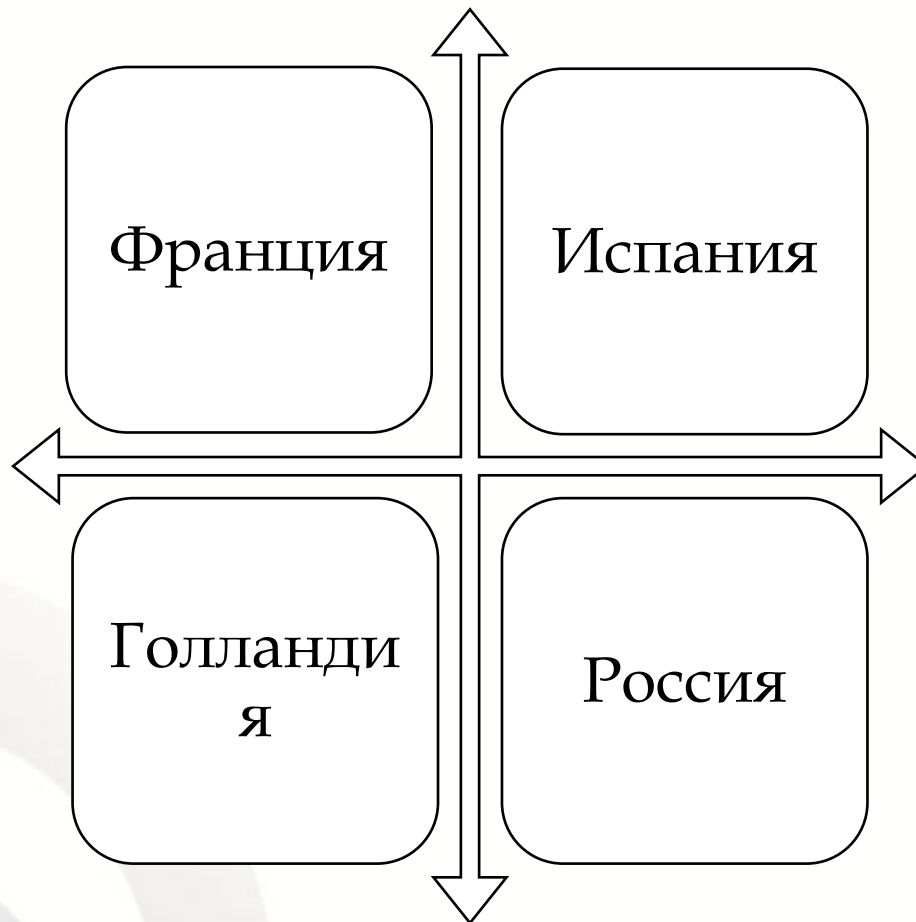 Франция
Испания
Голланди
я
Россия